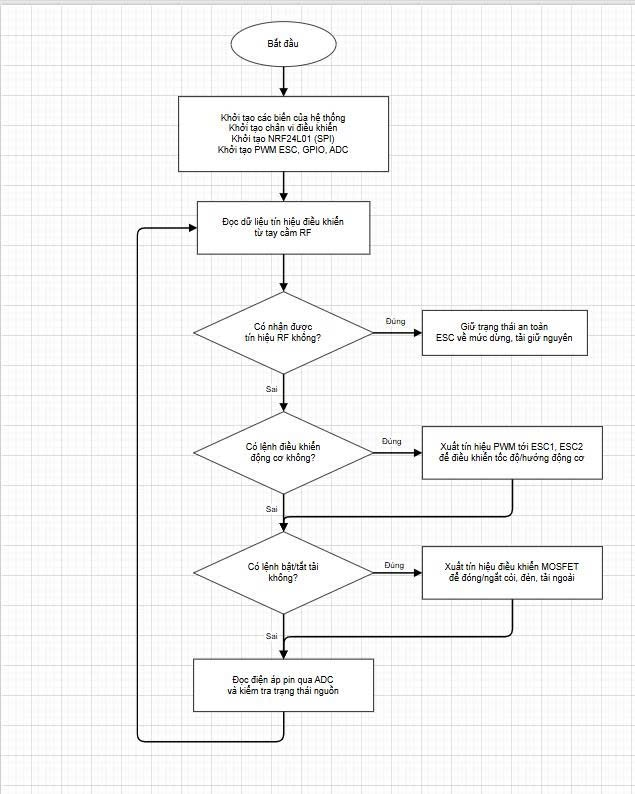 Bắt đầu
Khởi tạo các biến của hệ thống
Khởi tạo chân vi điều khiển
Khởi tạo NRF24L01 (SPI)
Khởi tạo PWM ESC, GPIO, ADC
Đọc dữ liệu tín hiệu điều khiển
từ tay cầm RF
Có nhận được
tín hiệu RF không?
Đúng
Giữ trạng thái an toàn
ESC về mức dừng, tải giữ nguyên
Sai
Có lệnh điều khiển
động cơ không?
Đúng
Xuất tín hiệu PWM tới ESC1, ESC2
để điều khiển tốc độ/hướng động cơ
Sai
Có lệnh bật/tắt tải
không?
Đúng
Xuất tín hiệu điều khiển MOSFET
để đóng/ngắt còi, đèn, tải ngoài
Sai
Đọc điện áp pin qua ADC
và kiểm tra trạng thái nguồn